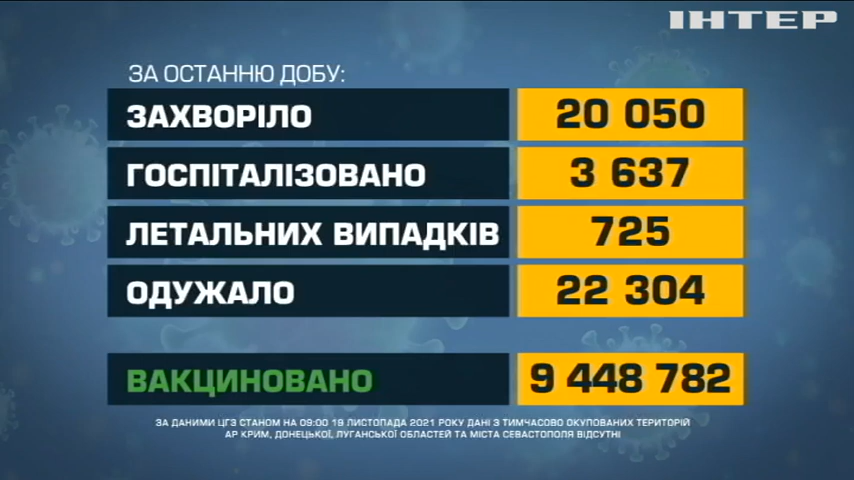 ІНТЕР
ЗА ОСТАННЮ ДОБУ:
ЗАХВОРІЛО 20 050
ГОСПІТАЛІЗОВАНО 3 637
ЛЕТАЛЬНИХ ВИПАДКІВ 725
ОДУЖАЛО 22 304
ВАКЦИНОВАНО 9 448 782
ЗА ДАНИМИ ЦГЗ СТАНОМ НА 09:00 19 ЛИСТОПАДА 2021 РОКУ ДАНІ З ТИМЧАСОВО ОКУПОВАНИХ ТЕРИТОРІЙ
АР КРИМ, ДОНЕЦЬКОЇ, ЛУГАНСЬКОЇ ОБЛАСТЕЙ ТА МІСТА СЕВАСТОПОЛЯ ВІДСУТНІ